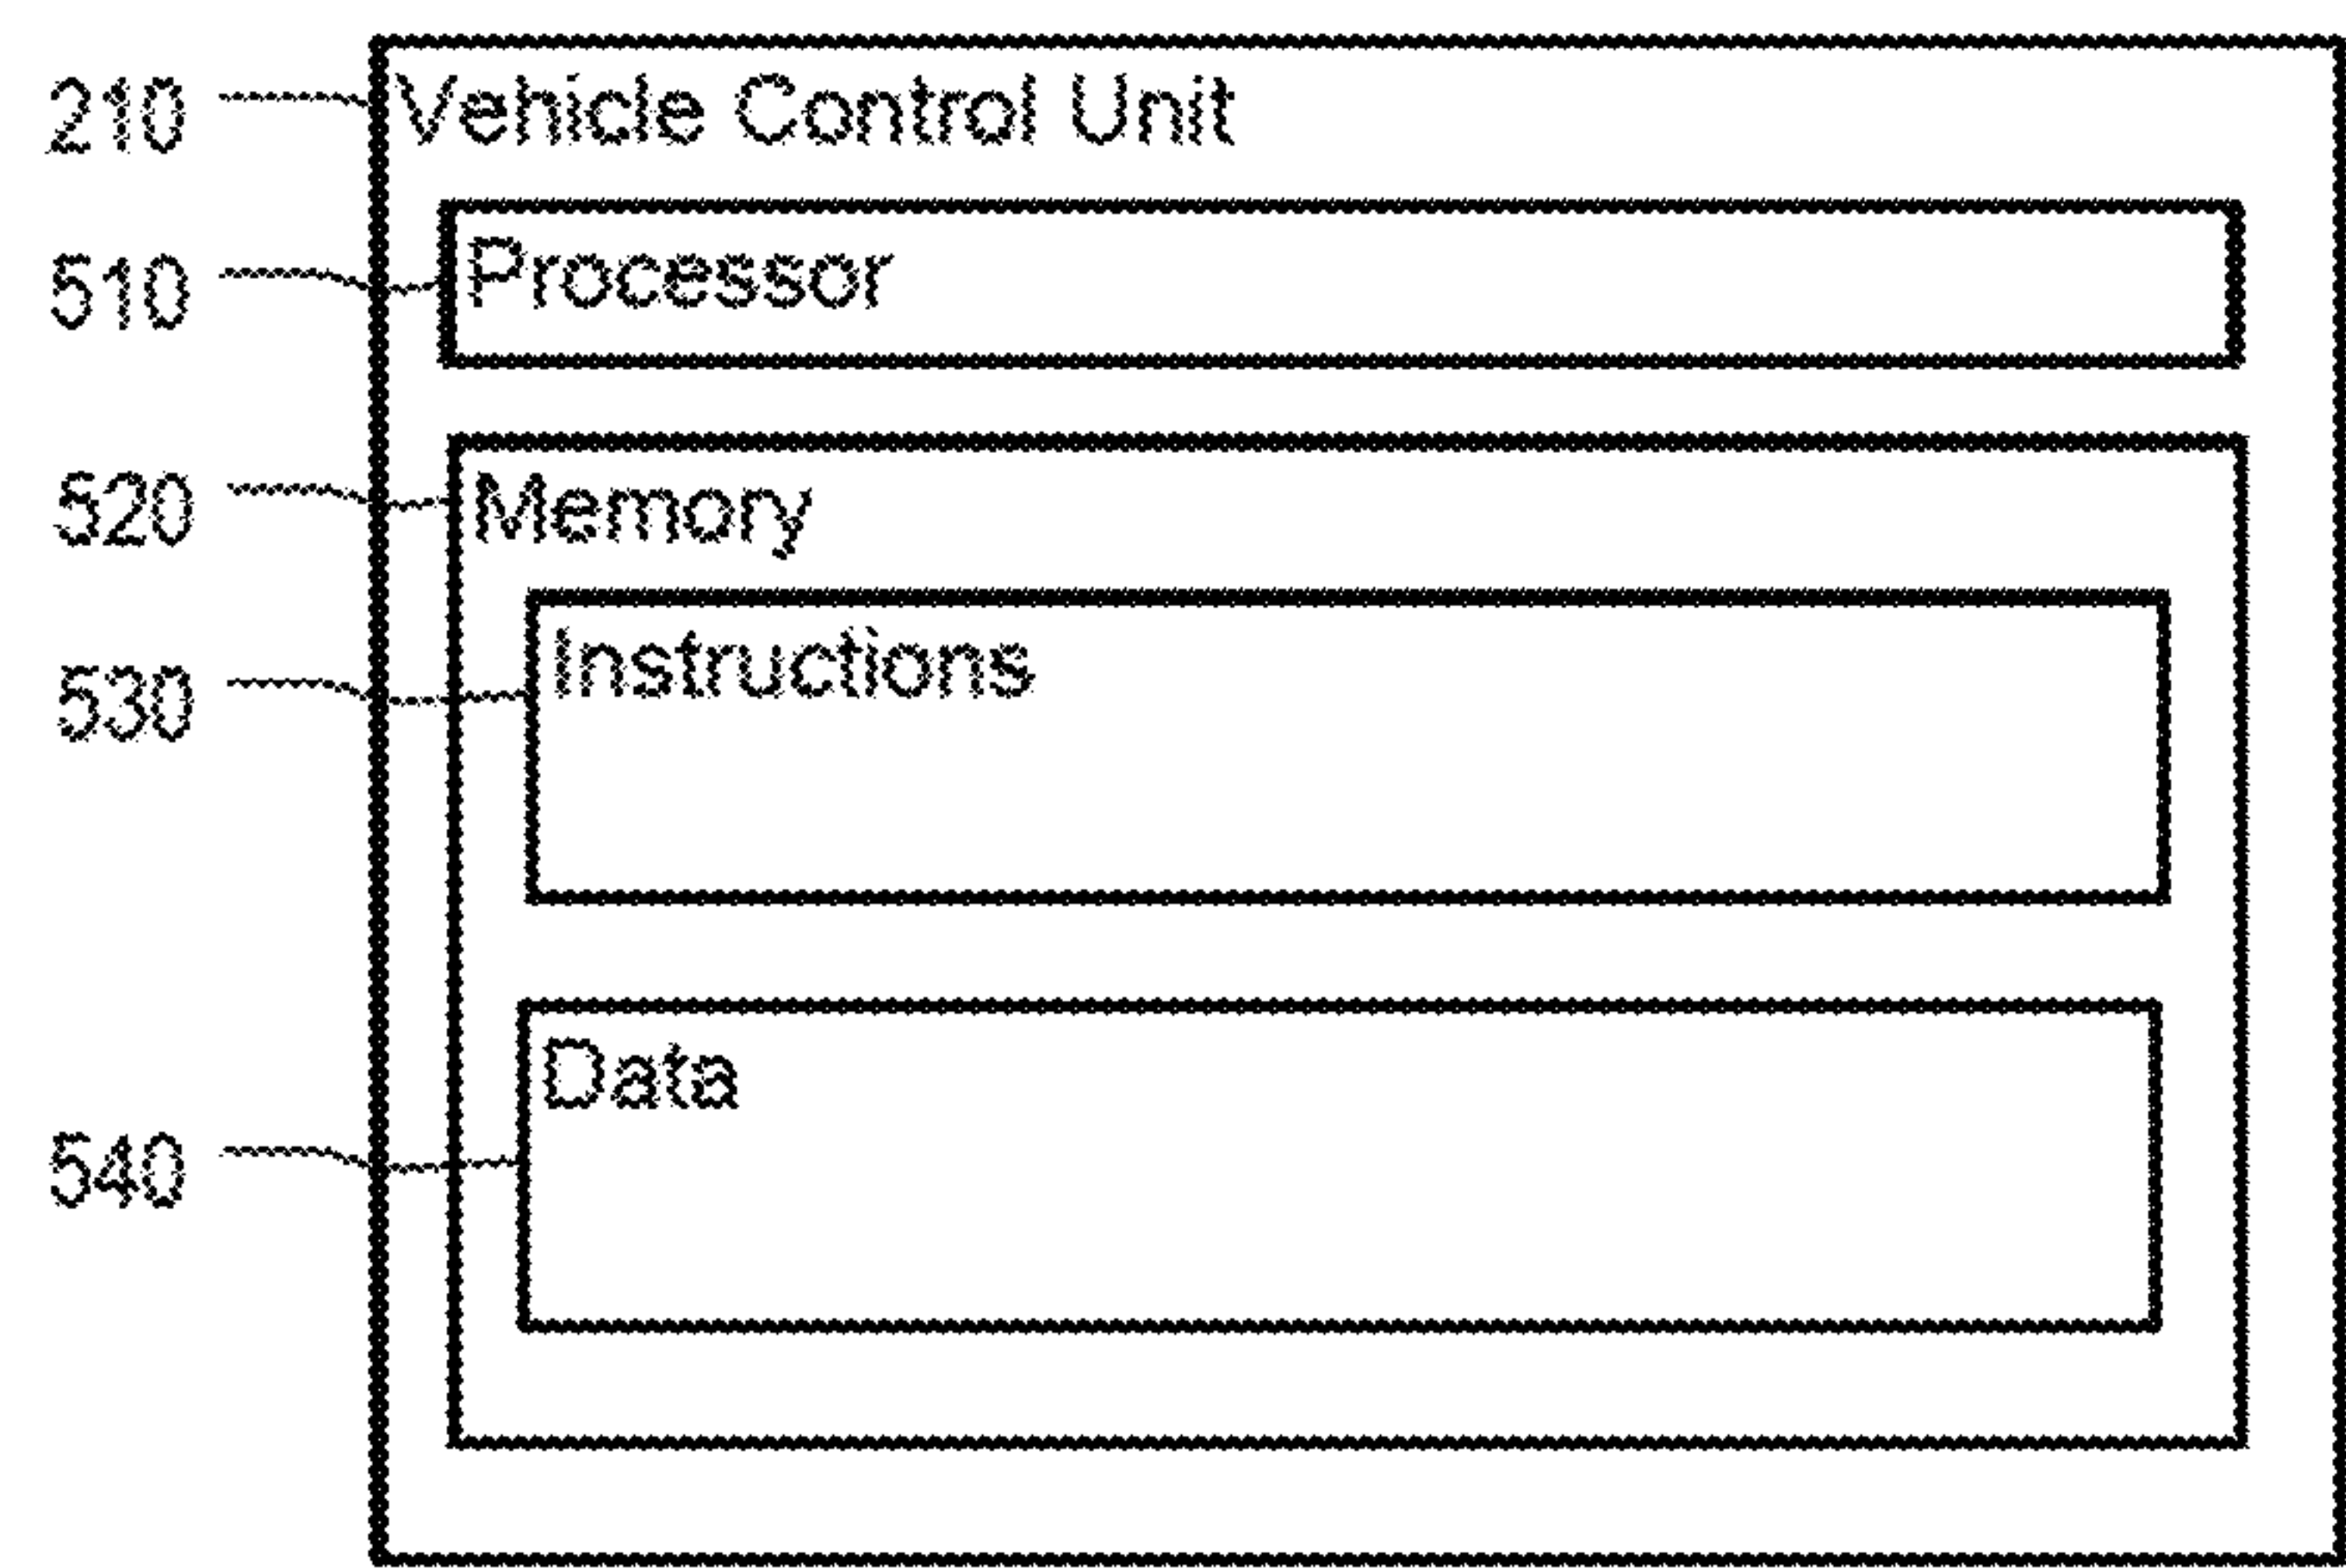 210 Vehicle Control Unit
510 Processor
520 Memory
530 Instructions
Data
540